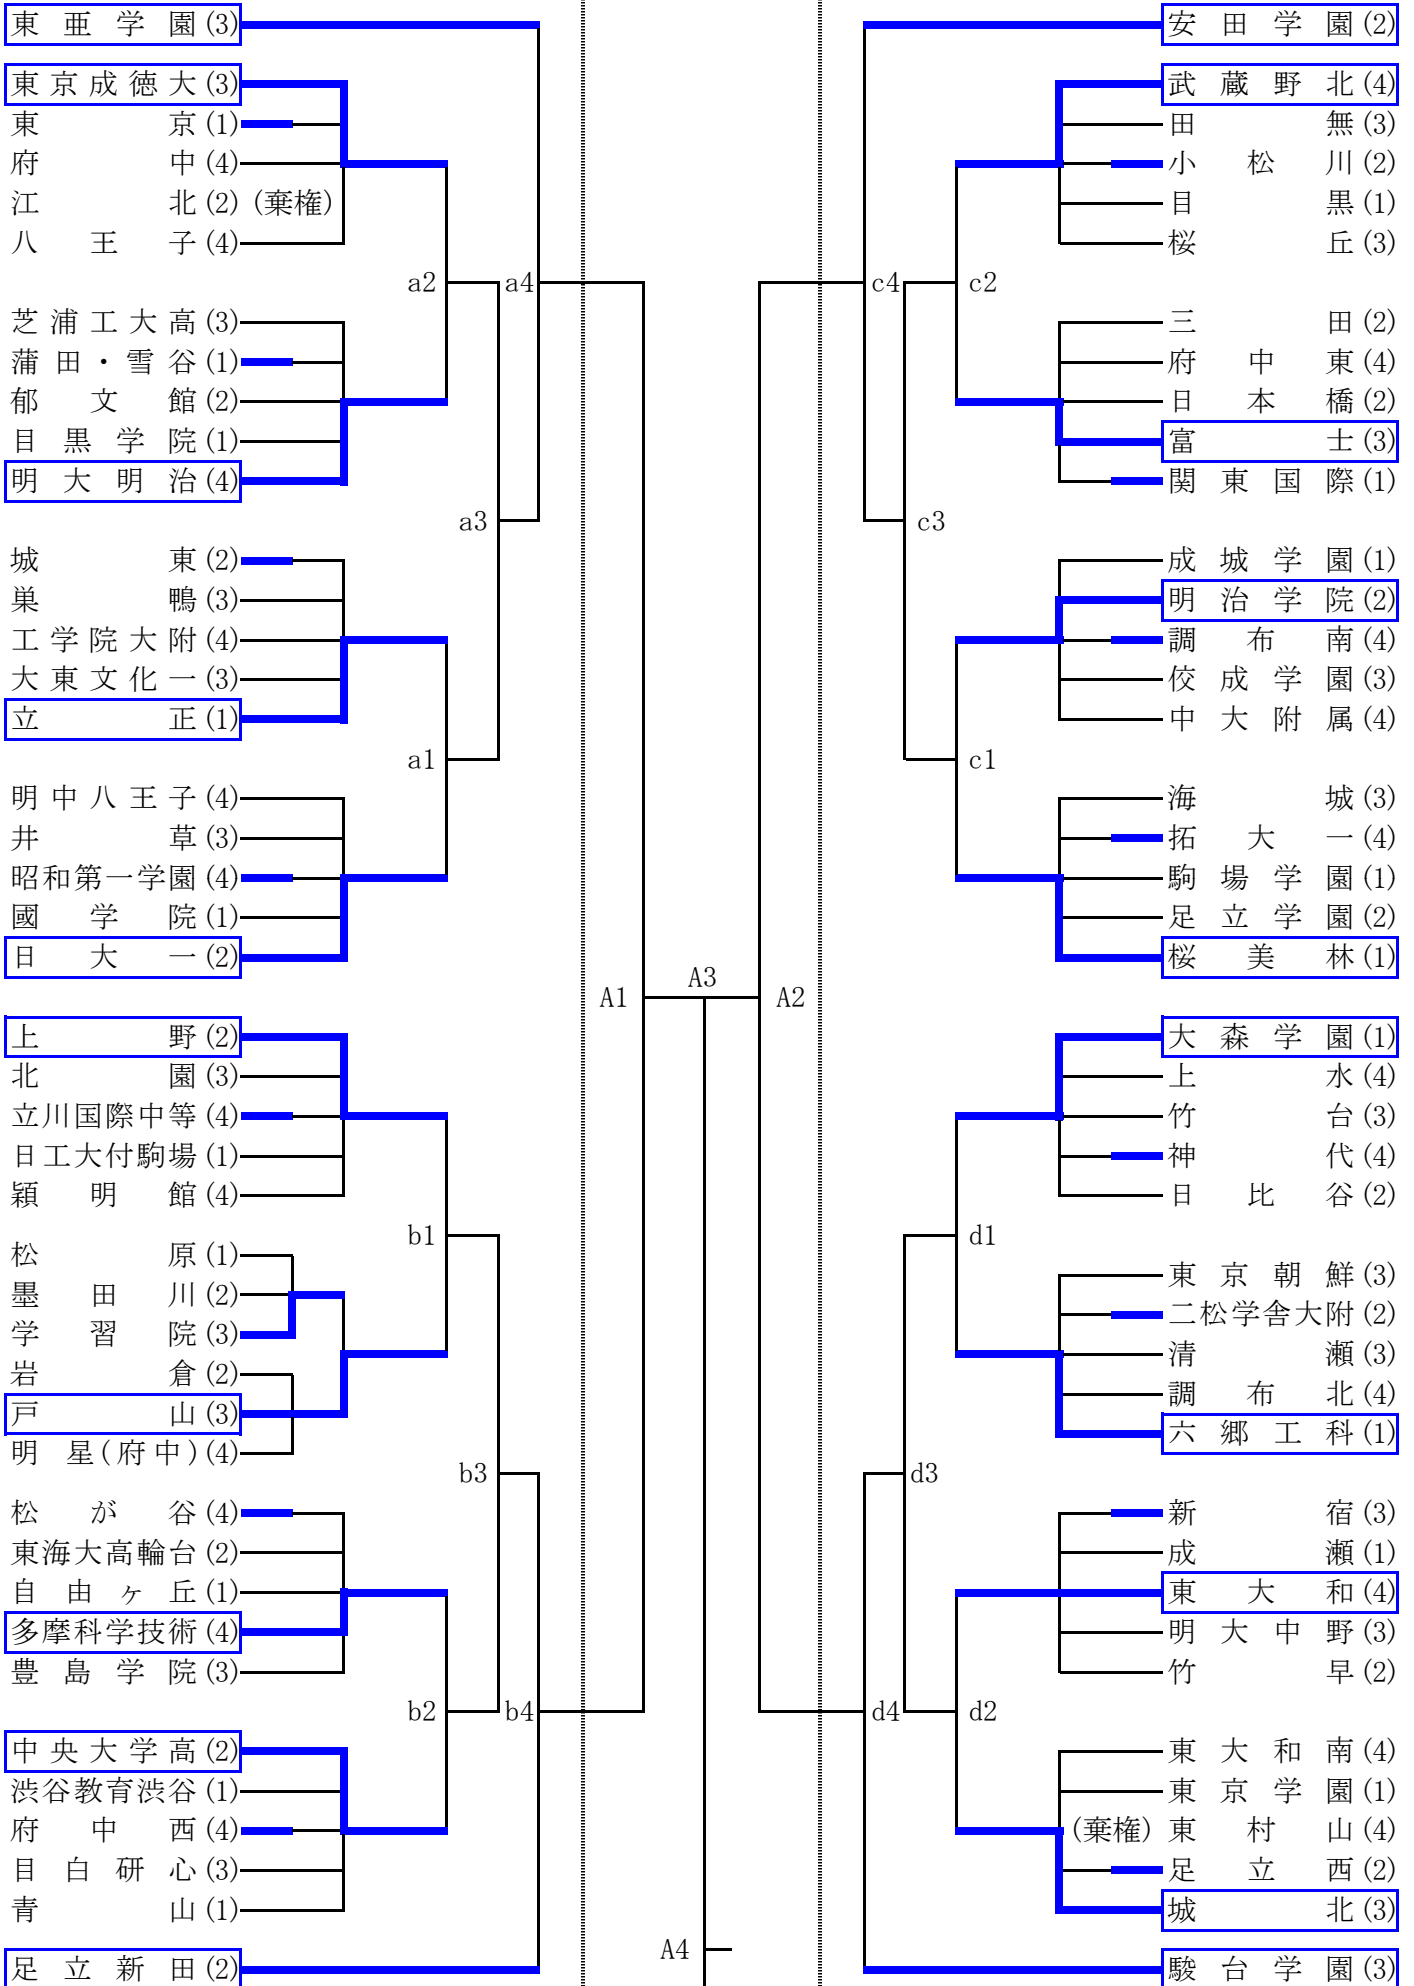 東亜学園(3)
東京成徳大(3)
東京(1)
府中(4)
江北(2)(棄権)
八王子(4)
芝浦工大高(3)
蒲田・雪谷(1)
郁文館(2)
目黒学院(1)
明大明治(4)
城東(2)
巣鴨(3)
工学院大附(4)
大東文化一(3)
立正(1)
明中八王子(4)
井草(3)
昭和第一学園(4)
國学院(1)
日大一(2)
上野(2)
北園(3)
立川国際中等(4)
日工大付駒場(1)
穎明館(4)
松原(1)
墨田川(2)
学習院(3)
岩倉(2)
戸山(3)
明星(府中)(4)
松が谷(4)
東海大高輪台(2)
自由ヶ丘(1)
多摩科学技術(4)
豊島学院(3)
中央大学高(2)
渋谷教育渋谷(1)
府中西(4)
目白研心(3)
青山(1)
足立新田(2)
a2
a4
a3
a1
b1
b3
b2
b4
A1
A3
A2
A4
c4
c2
c3
c1
d1
d3
d4
d2
安田学園(2)
武蔵野北(4)
田無(3)
小松川(2)
目黒(1)
桜丘(3)
三田(2)
府中東(4)
日本橋(2)
富士(3)
関東国際(1)
成城学園(1)
明治学院(2)
調布南(4)
佼成学園(3)
中大附属(4)
海城(3)
拓大一(4)
駒場学園(1)
足立学園(2)
桜美林(1)
大森学園(1)
上水(4)
竹台(3)
神代(4)
日比谷(2)
東京朝鮮(3)
二松学舎大附(2)
清瀬(3)
調布北(4)
六郷工科(1)
新宿(3)
成瀬(1)
東大和(4)
明大中野(3)
竹早(2)
東大和南(4)
東京学園(1)
(棄権)東村山(4)
足立西(2)
城北(3)
駿台学園(3)